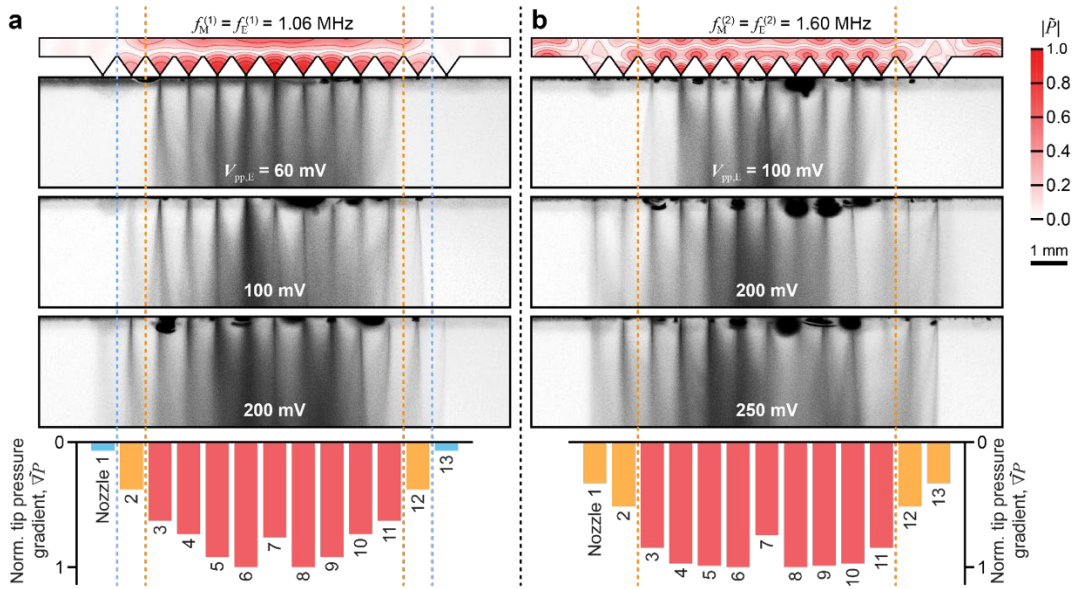 a
f_M^(1) = f_E^(1) = 1.06 MHz
V_pp,E = 60 mV
100 mV
200 mV
0
1
Norm. tip pressure
gradient, ∇̃P
Nozzle 1
2
3
4
5
6
7
8
9
10
11
12
13
b
f_M^(2) = f_E^(2) = 1.60 MHz
V_pp,E = 100 mV
200 mV
250 mV
Nozzle 1
2
3
4
5
6
7
8
9
10
11
12
13
0
1
Norm. tip pressure
gradient, ∇̃P
|P̃|
1.0
0.8
0.6
0.4
0.2
0.0
1 mm